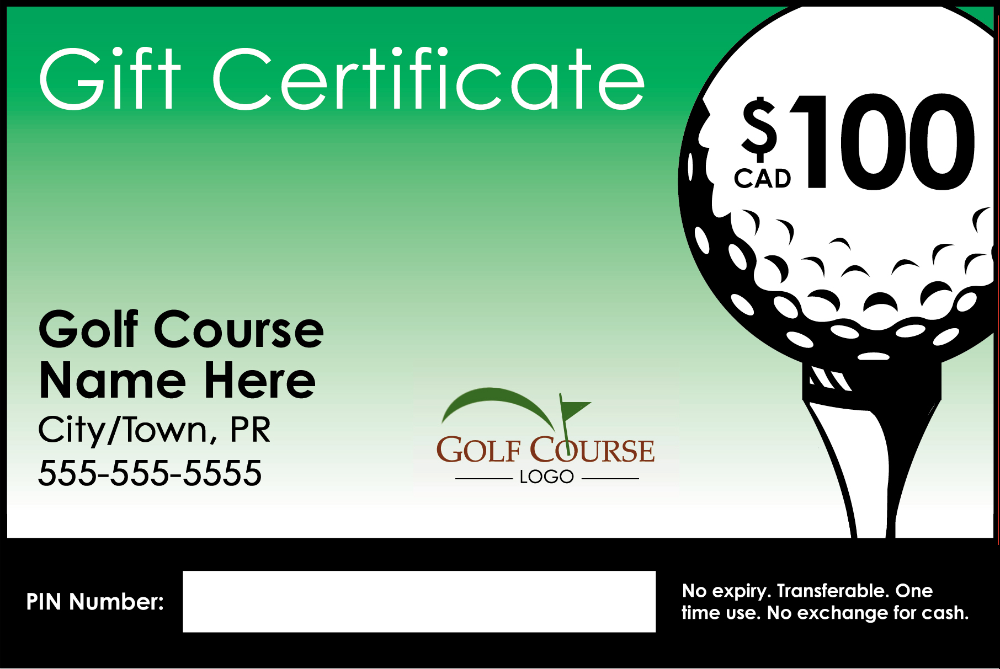 Gift Certificate
$100
CAD
Golf Course
Name Here
City/Town, PR
555-555-5555
GOLF COURSE
LOGO
PIN Number:
No expiry. Transferable. One
time use. No exchange for cash.